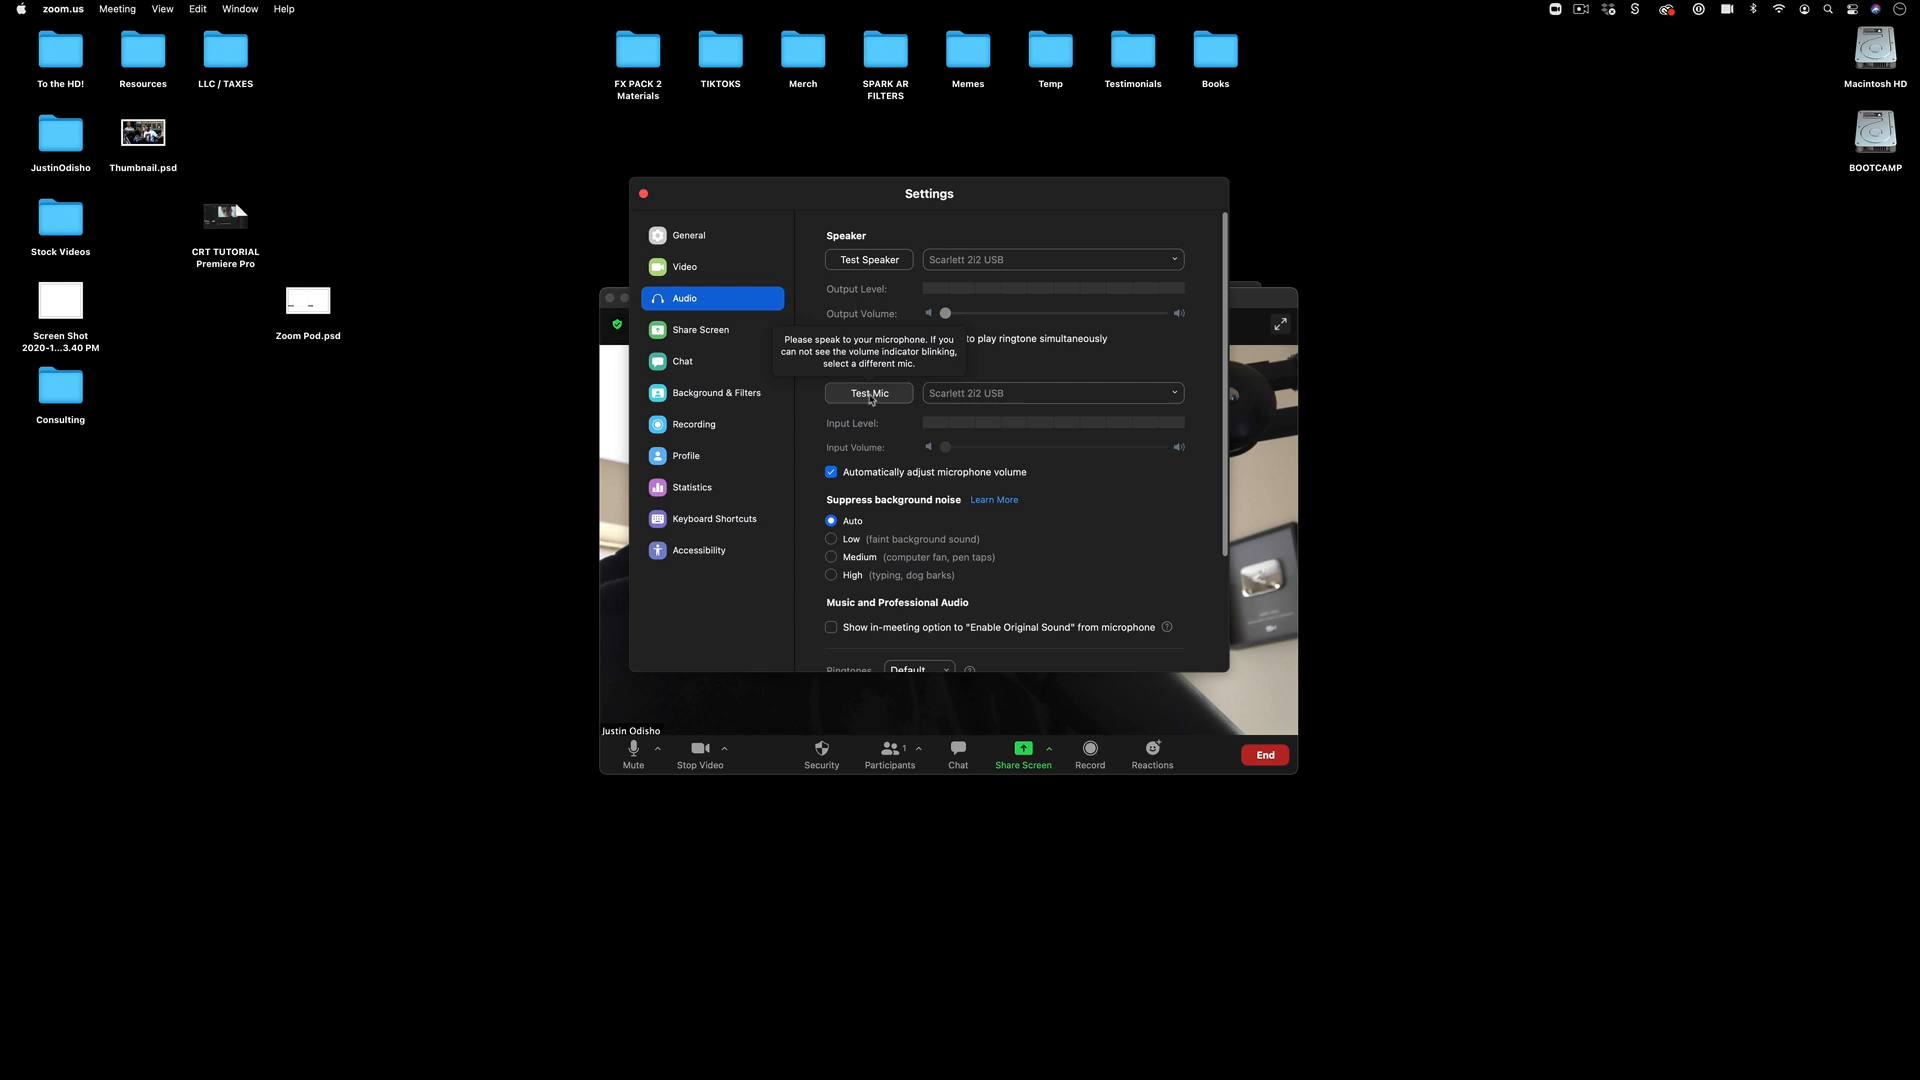 zoom.us Meeting View Edit Window Help
To the HD!
Resources
LLC / TAXES
FX PACK 2
Materials
TIKTOKS
Merch
SPARK AR
FILTERS
Memes
Temp
Testimonials
Books
Macintosh HD
JustinOdisho
Thumbnail.psd
BOOTCAMP
Stock Videos
CRT TUTORIAL
Premiere Pro
Screen Shot
2020-1...3.40 PM
Zoom Pod.psd
Consulting
Settings
General
Video
Audio
Share Screen
Chat
Background & Filters
Recording
Profile
Statistics
Keyboard Shortcuts
Accessibility
Speaker
Test Speaker
Scarlett 2i2 USB
Output Level:
Output Volume:
to play ringtone simultaneously
Please speak to your microphone. If you
can not see the volume indicator blinking,
select a different mic.
Test Mic
Scarlett 2i2 USB
Input Level:
Input Volume:
Automatically adjust microphone volume
Suppress background noise Learn More
Auto
Low (faint background sound)
Medium (computer fan, pen taps)
High (typing, dog barks)
Music and Professional Audio
Show in-meeting option to "Enable Original Sound" from microphone ?
Ringtones Default ?
Justin Odisho
Mute
Stop Video
Security
1
Participants
Chat
Share Screen
Record
Reactions
End